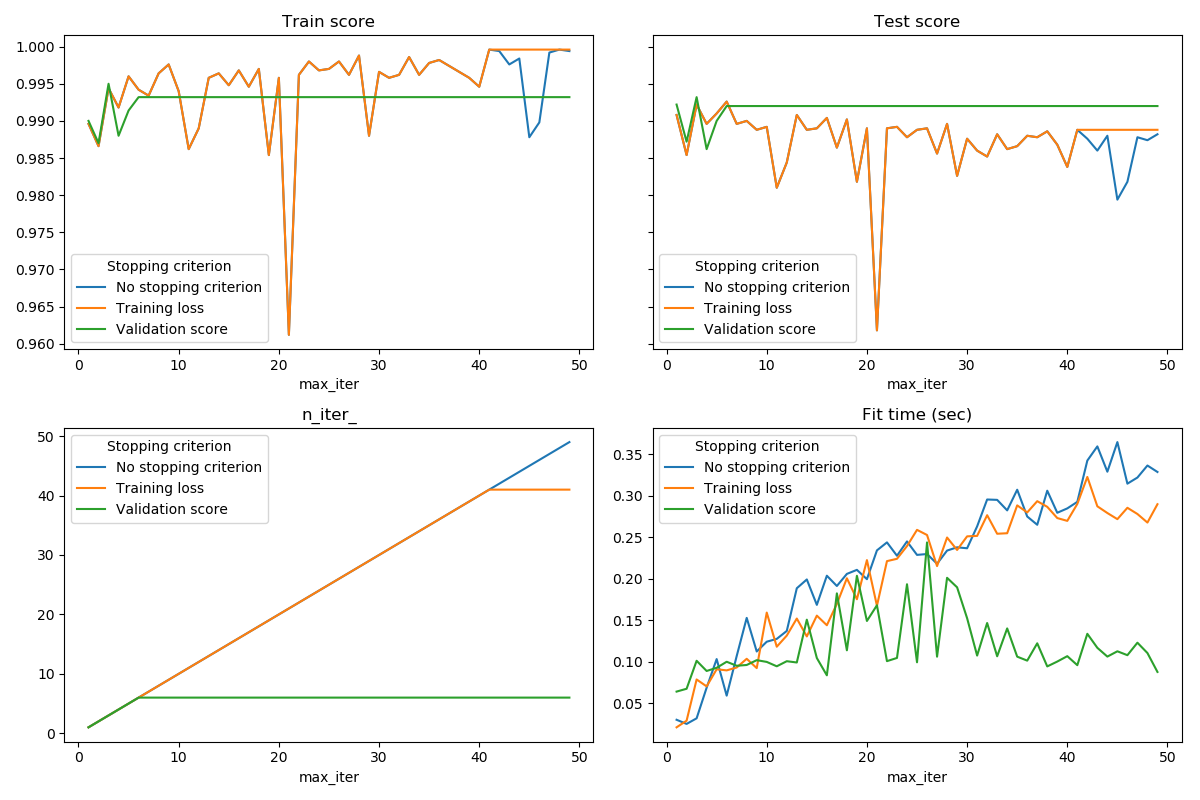 Train score
1.000
0.995
0.990
0.985
0.980
0.975
0.970
0.965
0.960
Stopping criterion
No stopping criterion
Training loss
Validation score
0 10 20 30 40 50
max_iter
Test score
Stopping criterion
No stopping criterion
Training loss
Validation score
0 10 20 30 40 50
max_iter
n_iter_
50
40
30
20
10
0
Stopping criterion
No stopping criterion
Training loss
Validation score
0 10 20 30 40 50
max_iter
Fit time (sec)
0.35
0.30
0.25
0.20
0.15
0.10
0.05
Stopping criterion
No stopping criterion
Training loss
Validation score
0 10 20 30 40 50
max_iter